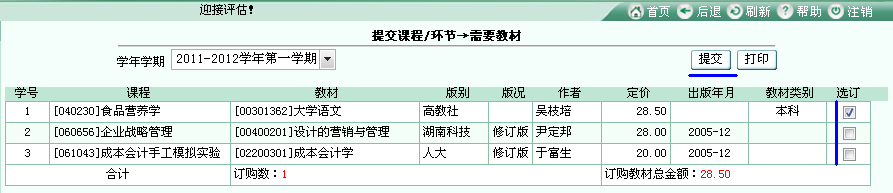 迎接评估! 首页 后退 刷新 帮助 注销
提交课程/环节→需要教材
学年学期 2011-2012学年第一学期 提交 打印
学号 课程 教材 版别 版况 作者 定价 出版年月 教材类别 选订
1 [040230]食品营养学 [00301362]大学语文 高教社 吴枝培 28.50 本科
2 [060656]企业战略管理 [00400201]设计的营销与管理 湖南科技 修订版 尹定邦 28.00 2005-12
3 [061043]成本会计手工模拟实验 [02200301]成本会计学 人大 修订版 于富生 20.00 2005-12
合计 订购数：1 订购教材总金额：28.50